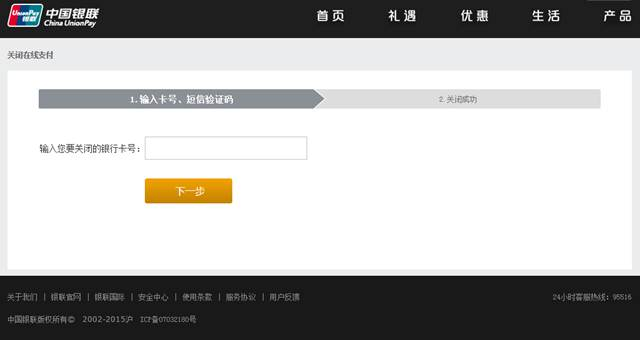 UnionPay 银联 中国银联 China UnionPay 首页 礼遇 优惠 生活 产品
关闭在线支付
1.输入卡号、短信验证码 2.关闭成功
输入您要关闭的银行卡号：
下一步
关于我们 | 银联官网 | 银联国际 | 安全中心 | 使用条款 | 服务协议 | 用户反馈 24小时客服热线：95516
中国银联版权所有© 2002-2015沪 ICP备07032180号